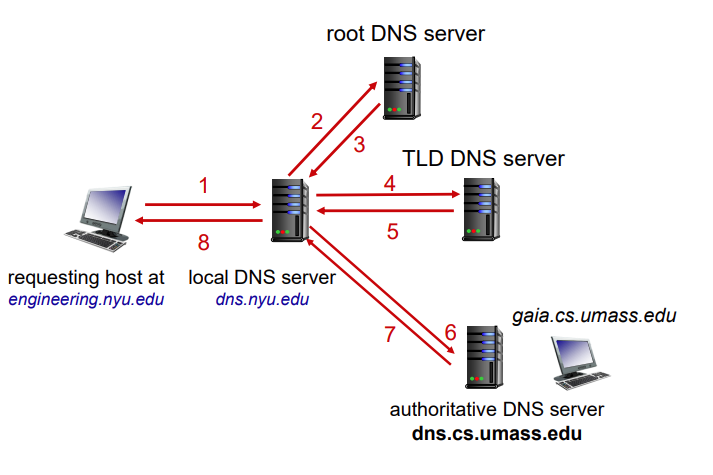 root DNS server
2
3
TLD DNS server
1
4
8
5
requesting host at
engineering.nyu.edu
local DNS server
dns.nyu.edu
7
6
gaia.cs.umass.edu
authoritative DNS server
dns.cs.umass.edu